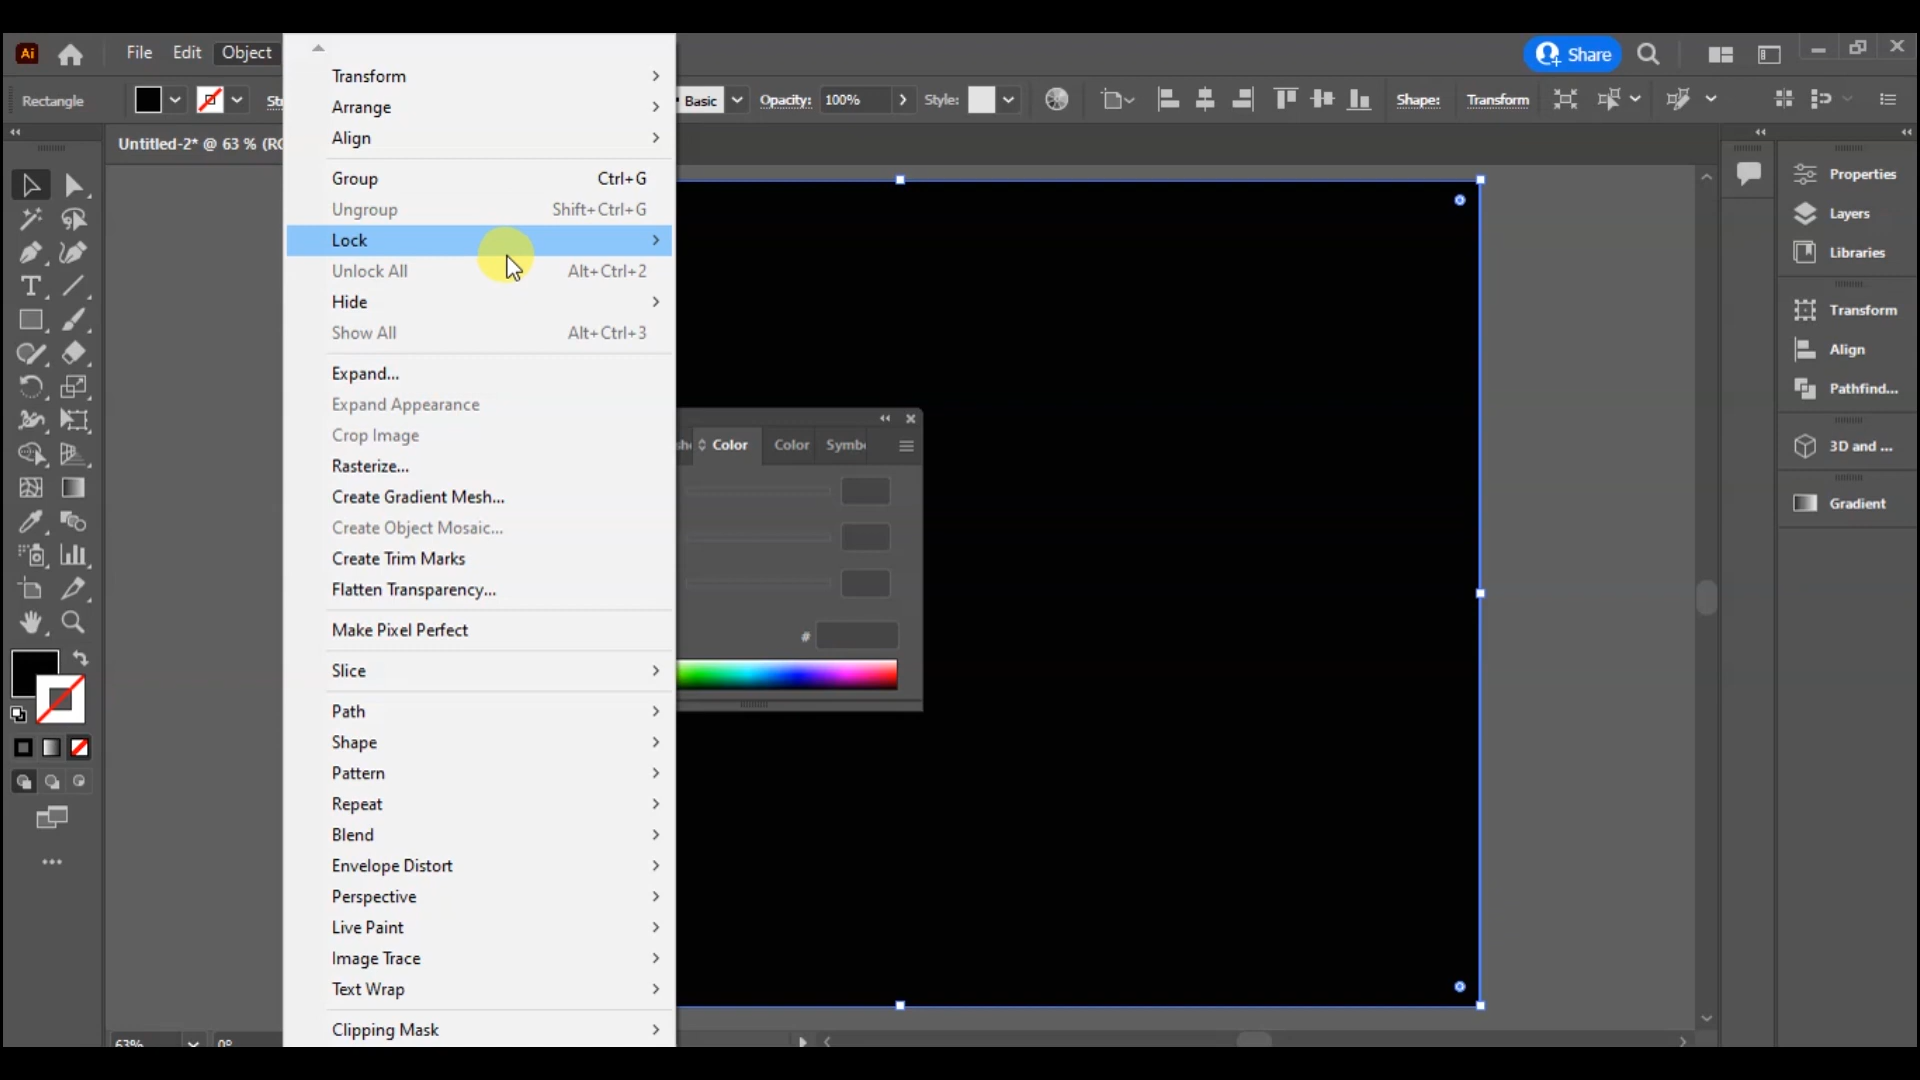 Ai
File Edit Object
Share
Rectangle
Basic
Opacity: 100%
Style:
Shape:
Transform
Untitled-2* @ 63 %
Transform
Arrange
Align
Group Ctrl+G
Ungroup Shift+Ctrl+G
Lock
Unlock All Alt+Ctrl+2
Hide
Show All Alt+Ctrl+3
Expand...
Expand Appearance
Crop Image
Rasterize...
Create Gradient Mesh...
Create Object Mosaic...
Create Trim Marks
Flatten Transparency...
Make Pixel Perfect
Slice
Path
Shape
Pattern
Repeat
Blend
Envelope Distort
Perspective
Live Paint
Image Trace
Text Wrap
Clipping Mask
Color Color Symb
#
Properties
Layers
Libraries
Transform
Align
Pathfind...
3D and ...
Gradient
63% 0°